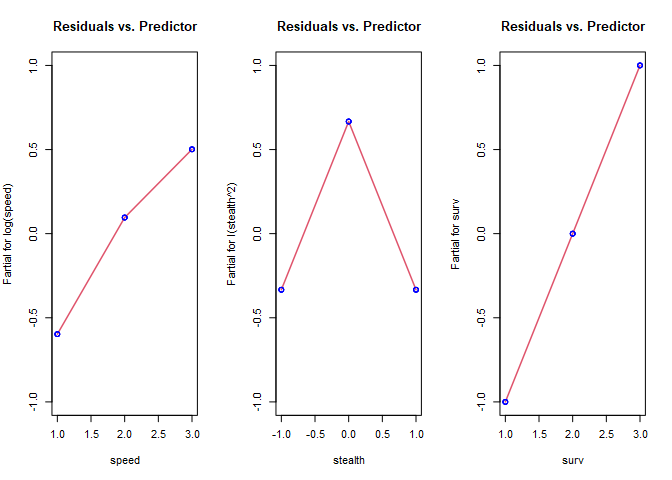 Residuals vs. Predictor
Partial for log(speed)
1.0
0.5
0.0
-0.5
-1.0
1.0 1.5 2.0 2.5 3.0
speed
Residuals vs. Predictor
Partial for I(stealth^2)
1.0
0.5
0.0
-0.5
-1.0
-1.0 -0.5 0.0 0.5 1.0
stealth
Residuals vs. Predictor
Partial for surv
1.0
0.5
0.0
-0.5
-1.0
1.0 1.5 2.0 2.5 3.0
surv